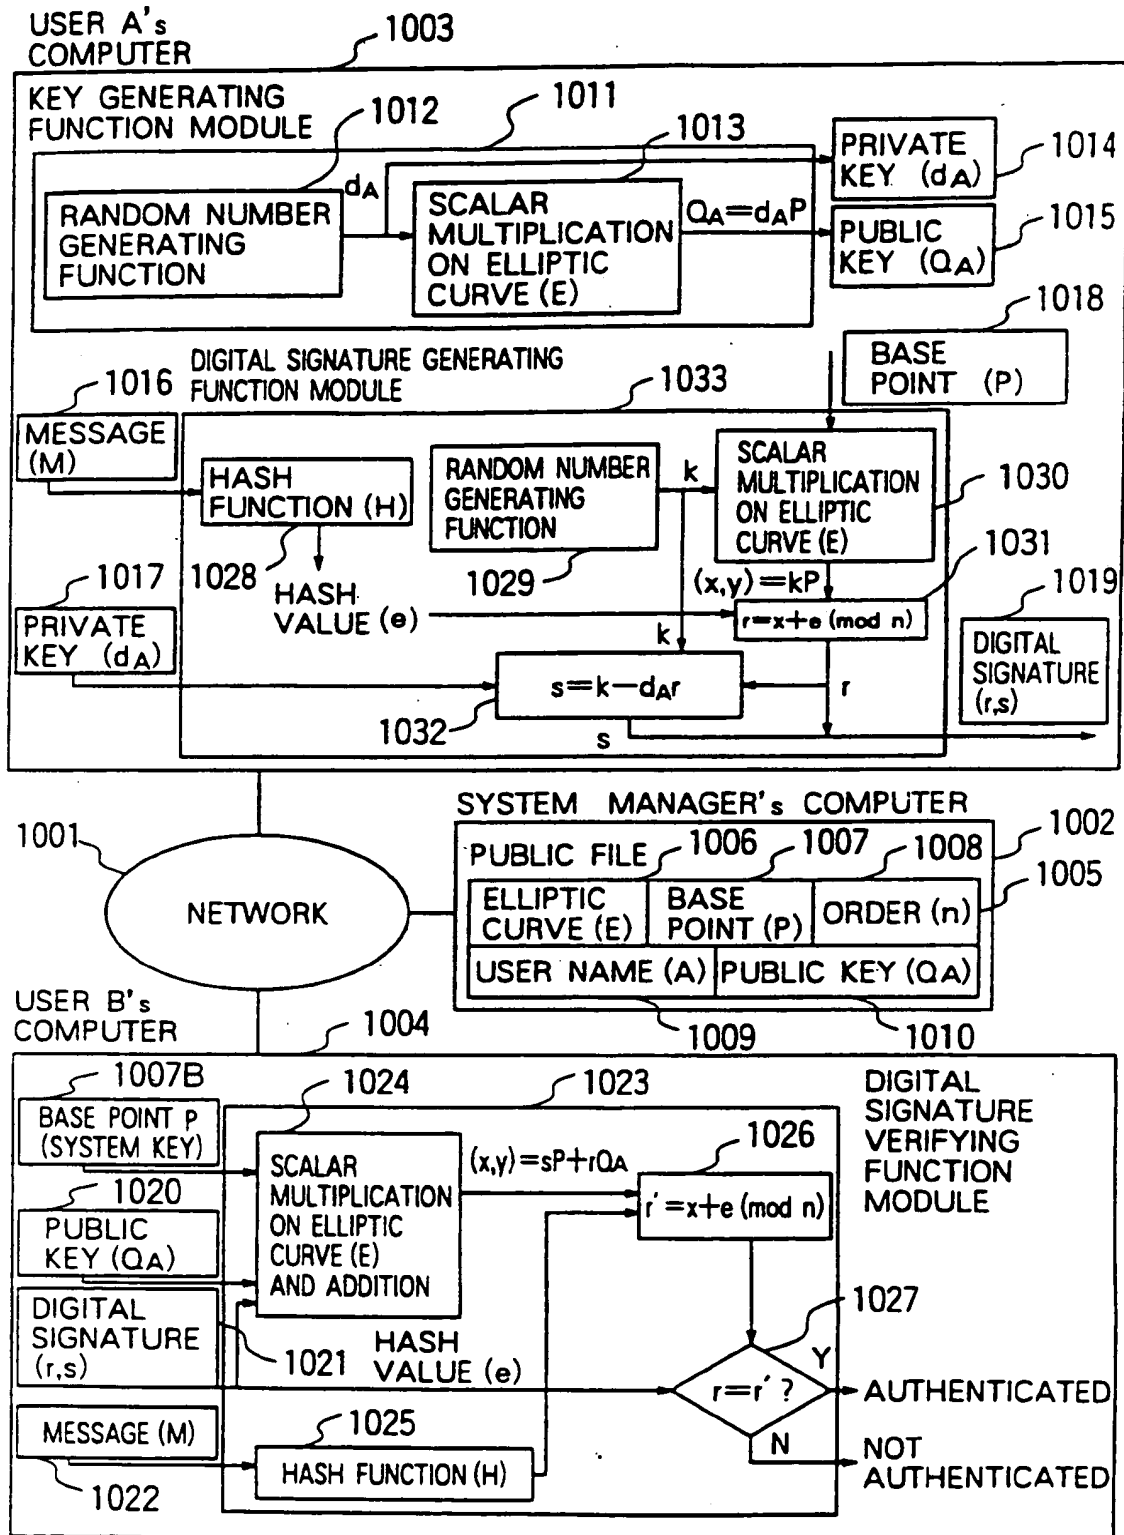 USER A's
COMPUTER
1003
KEY GENERATING
FUNCTION MODULE
1012
1011
1013
RANDOM NUMBER
GENERATING
FUNCTION
dA
SCALAR
MULTIPLICATION
ON ELLIPTIC
CURVE (E)
QA=dAP
PRIVATE
KEY (dA)
1014
PUBLIC
KEY (QA)
1015
1018
BASE
POINT (P)
DIGITAL SIGNATURE GENERATING
FUNCTION MODULE
1033
1016
MESSAGE
(M)
HASH
FUNCTION (H)
1028
HASH
VALUE (e)
RANDOM NUMBER
GENERATING
FUNCTION
1029
k
SCALAR
MULTIPLICATION
ON ELLIPTIC
CURVE (E)
1030
(x,y)=kP
1031
r=x+e (mod n)
1017
PRIVATE
KEY (dA)
k
s=k-dAr
1032
r
s
1019
DIGITAL
SIGNATURE
(r,s)
1001
NETWORK
SYSTEM MANAGER's COMPUTER
1002
PUBLIC FILE
1006
1007
1008
1005
ELLIPTIC
CURVE (E)
BASE
POINT (P)
ORDER (n)
USER NAME (A)
PUBLIC KEY (QA)
1009
1010
USER B's
COMPUTER
1004
1007B
BASE POINT P
(SYSTEM KEY)
1020
PUBLIC
KEY (QA)
DIGITAL
SIGNATURE
(r,s)
1021
MESSAGE (M)
1022
1024
1023
SCALAR
MULTIPLICATION
ON ELLIPTIC
CURVE (E)
AND ADDITION
(x,y)=sP+rQA
1026
r'=x+e (mod n)
DIGITAL
SIGNATURE
VERIFYING
FUNCTION
MODULE
HASH
VALUE (e)
1025
HASH FUNCTION (H)
1027
r=r' ?
Y
AUTHENTICATED
N
NOT
AUTHENTICATED